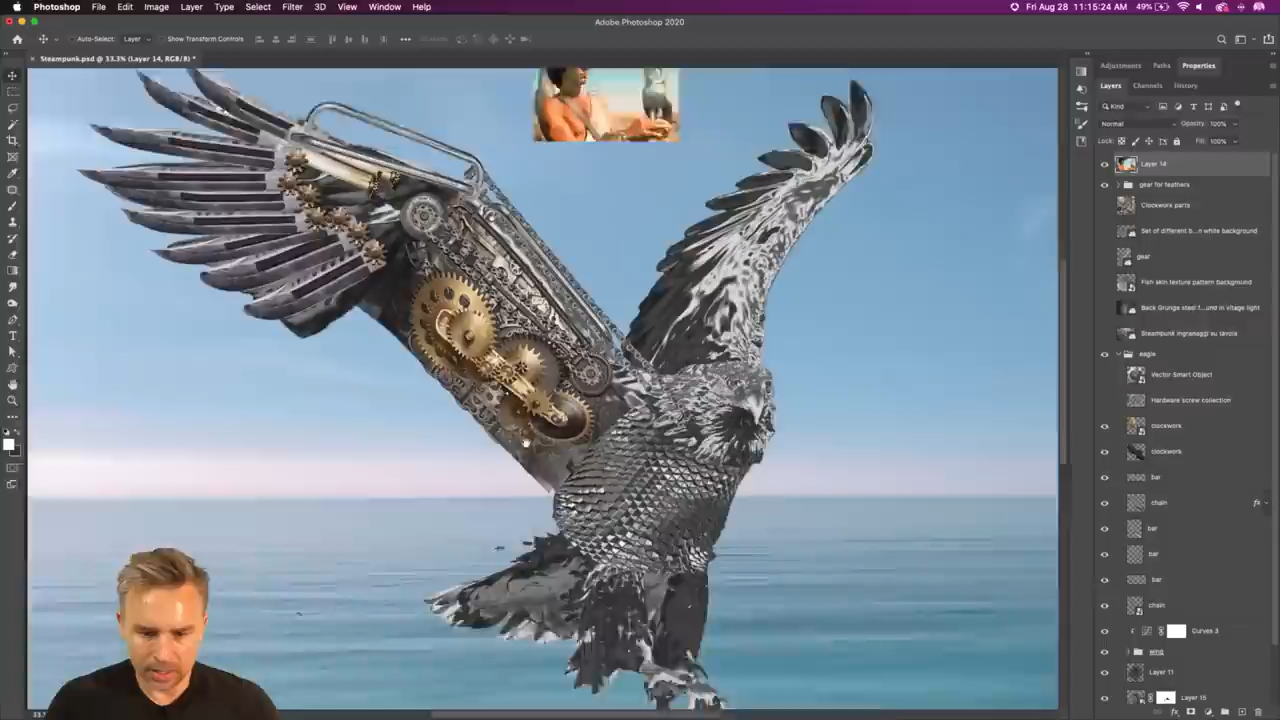 Photoshop File Edit Image Layer Type Select Filter 3D View Window Help
49% Fri Aug 28 11:15:24 AM
Adobe Photoshop 2020
Auto-Select: Layer Show Transform Controls
Steampunk.psd @ 33.3% (Layer 14, RGB/8) *
Adjustments Paths Properties
Layers Channels History
Kind
Normal Opacity: 100%
Lock: Fill: 100%
Layer 14
gear for feathers
Clockwork parts
Set of different b...n white background
gear
Fish skin texture pattern background
Back Grunge steel f...und in vitage light
Steampunk ingranaggi su tavola
eagle
Vector Smart Object
Hardware screw collection
clockwork
clockwork
bar
chain
bar
bar
bar
chain
Curves 3
wing
Layer 11
Layer 15